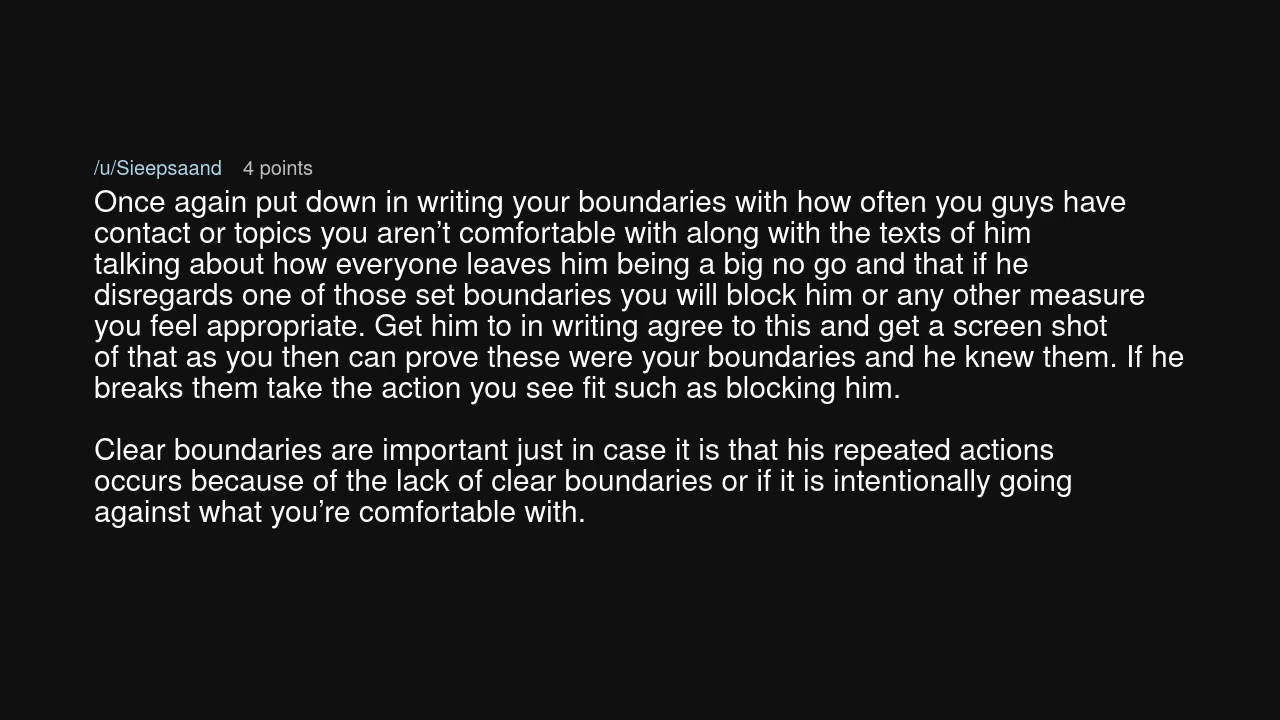 /u/Sieepsaand 4 points
Once again put down in writing your boundaries with how often you guys have
contact or topics you aren’t comfortable with along with the texts of him
talking about how everyone leaves him being a big no go and that if he
disregards one of those set boundaries you will block him or any other measure
you feel appropriate. Get him to in writing agree to this and get a screen shot
of that as you then can prove these were your boundaries and he knew them. If he
breaks them take the action you see fit such as blocking him.
Clear boundaries are important just in case it is that his repeated actions
occurs because of the lack of clear boundaries or if it is intentionally going
against what you’re comfortable with.